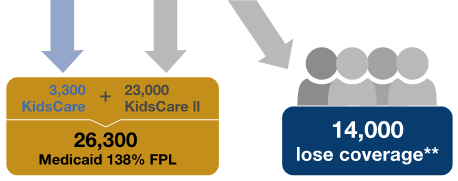 3,300 + 23,000
KidsCare KidsCare II
26,300
Medicaid 138% FPL
14,000
lose coverage**